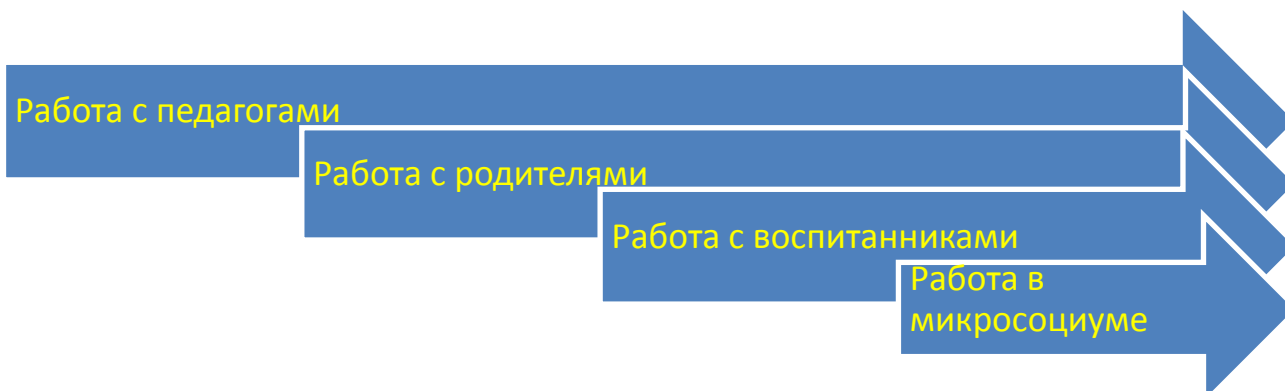 Работа с педагогами
Работа с родителями
Работа с воспитанниками
Работа в
микросоциуме